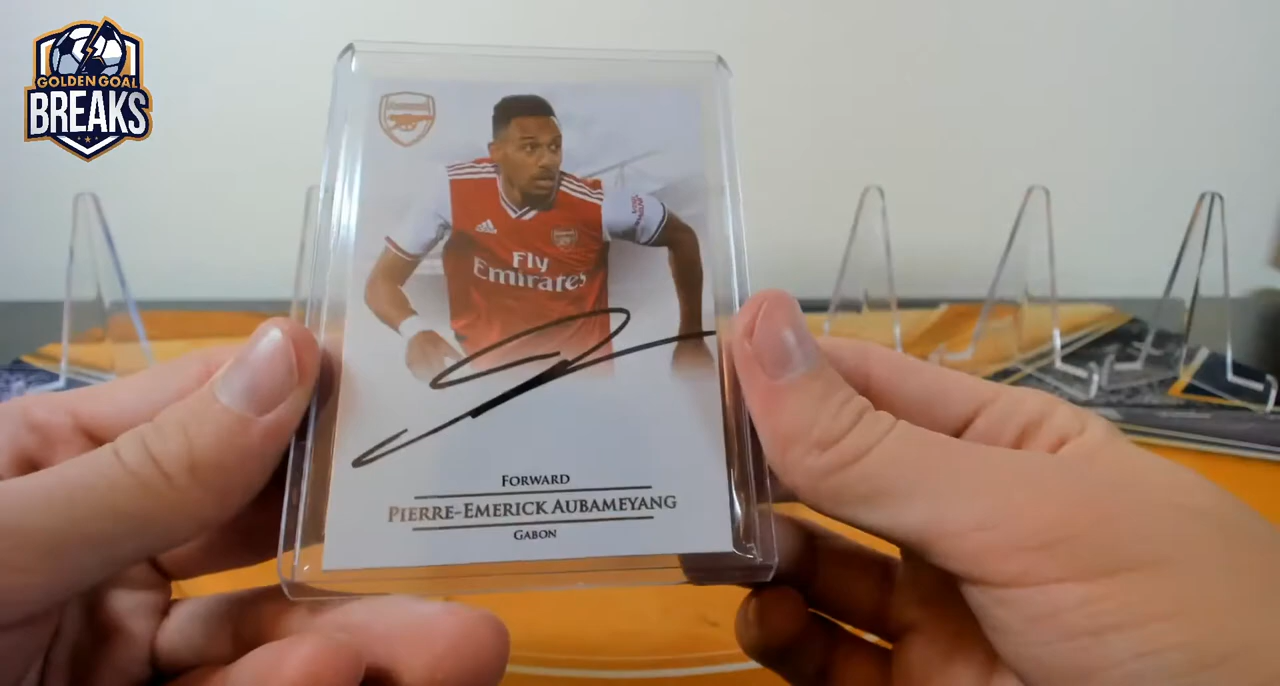 GOLDEN GOAL
BREAKS
Fly
Emirates
FORWARD
PIERRE-EMERICK AUBAMEYANG
GABON